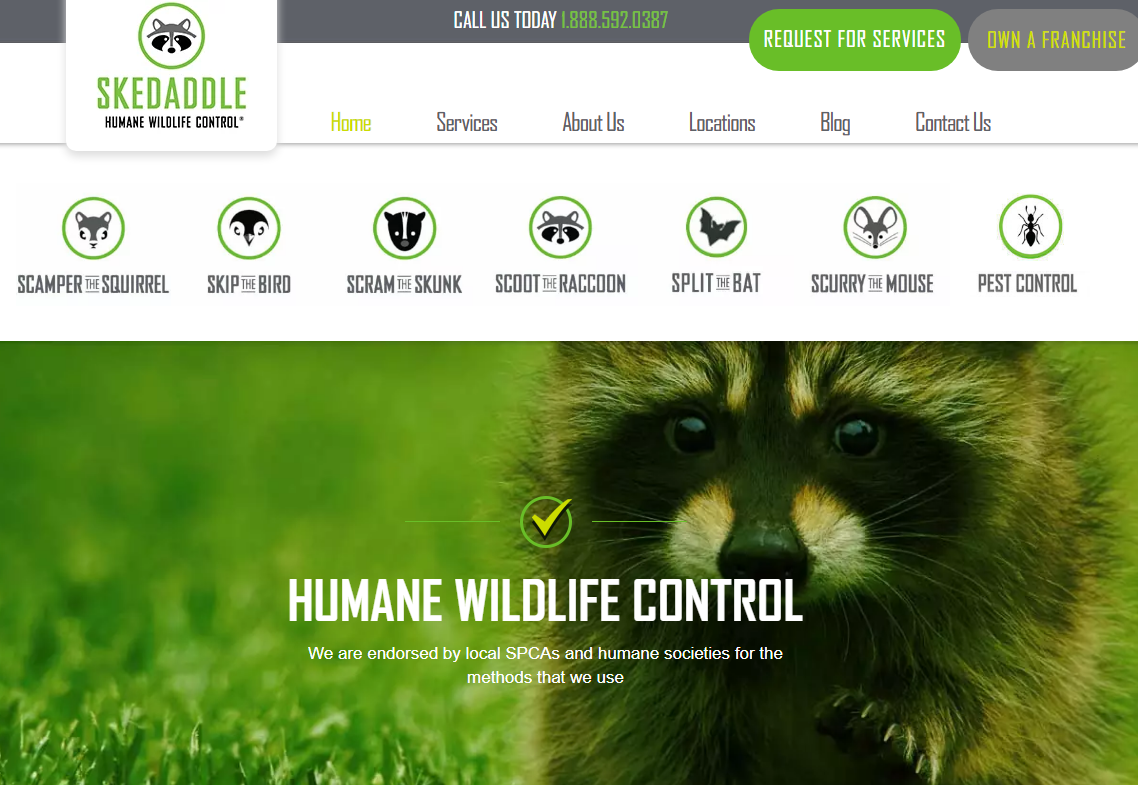 CALL US TODAY 1.888.592.0387
REQUEST FOR SERVICES
OWN A FRANCHISE
SKEDADDLE
HUMANE WILDLIFE CONTROL®
Home
Services
About Us
Locations
Blog
Contact Us
SCAMPER THE SQUIRREL
SKIP THE BIRD
SCRAM THE SKUNK
SCOOT THE RACCOON
SPLIT THE BAT
SCURRY THE MOUSE
PEST CONTROL
HUMANE WILDLIFE CONTROL
We are endorsed by local SPCAs and humane societies for the
methods that we use